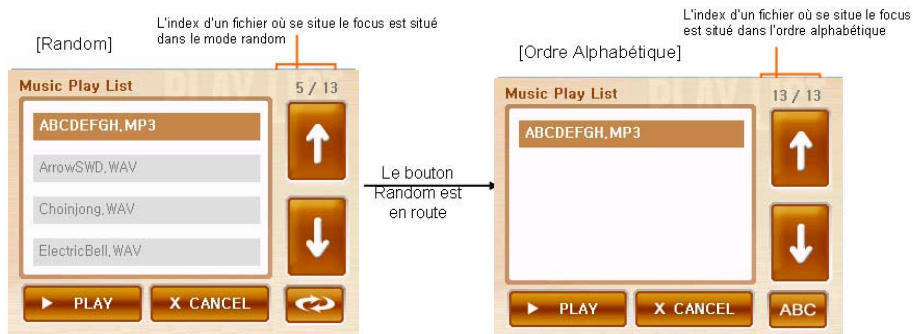 L'index d'un fichier où se situe le focus est situé
dans le mode random
[Random]
Music Play List
5 / 13
ABCDEFGH.MP3
ArrowSWD.WAV
Choinjong.WAV
ElectricBell.WAV
PLAY
X CANCEL
Le bouton
Random est
en route
L'index d'un fichier où se situe le focus
est situé dans l'ordre alphabétique
[Ordre Alphabétique]
Music Play List
13 / 13
ABCDEFGH.MP3
PLAY
X CANCEL
ABC